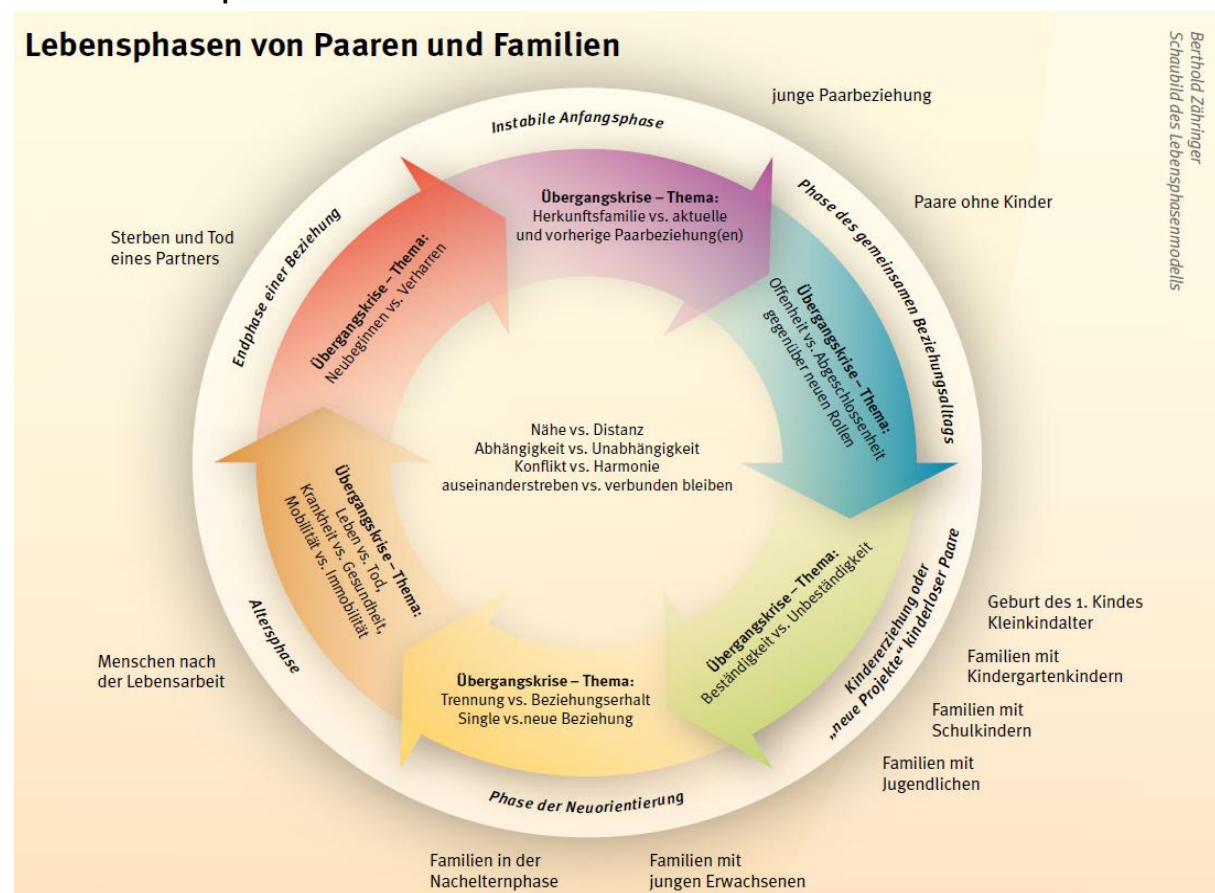 Lebensphasen von Paaren und Familien
Berthold Zähringer
Schaubild des Lebensphasenmodells
Instabile Anfangsphase
junge Paarbeziehung
Übergangskrise – Thema:
Herkunftsfamilie vs. aktuelle
und vorherige Paarbeziehung(en)
Phase des gemeinsamen Beziehungsalltags
Paare ohne Kinder
Übergangskrise – Thema:
Offenheit vs. Abgeschlossenheit
gegenüber neuen Rollen
Kindererziehung oder
„neue Projekte“ kinderloser Paare
Geburt des 1. Kindes
Kleinkindalter
Familien mit
Kindergartenkindern
Familien mit
Schulkindern
Familien mit
Jugendlichen
Übergangskrise – Thema:
Beständigkeit vs. Unbeständigkeit
Phase der Neuorientierung
Familien mit
jungen Erwachsenen
Familien in der
Nachelternphase
Übergangskrise – Thema:
Trennung vs. Beziehungserhalt
Single vs.neue Beziehung
Altersphase
Menschen nach
der Lebensarbeit
Übergangskrise – Thema:
Leben vs. Tod,
Krankheit vs. Gesundheit,
Mobilität vs. Immobilität
Endphase einer Beziehung
Sterben und Tod
eines Partners
Übergangskrise – Thema:
Neubeginnen vs. Verharren
Nähe vs. Distanz
Abhängigkeit vs. Unabhängigkeit
Konflikt vs. Harmonie
auseinanderstreben vs. verbunden bleiben